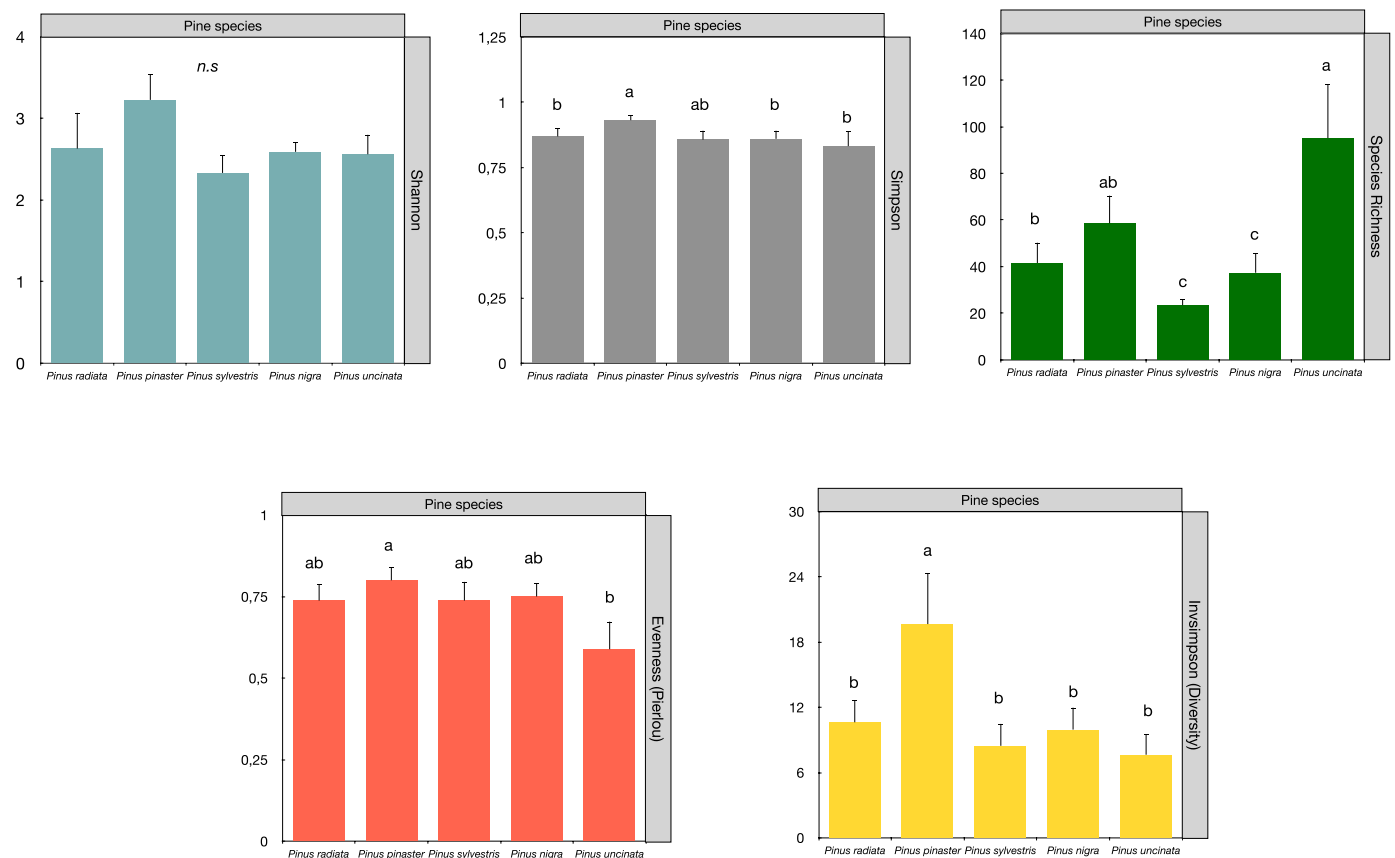 Pine species
4
3
2
1
0
n.s
Shannon
Pinus radiata Pinus pinaster Pinus sylvestris Pinus nigra Pinus uncinata
Pine species
1,25
1
0,75
0,5
0,25
0
b a ab b b
Simpson
Pinus radiata Pinus pinaster Pinus sylvestris Pinus nigra Pinus uncinata
Pine species
140
120
100
80
60
40
20
0
b ab c c a
Species Richness
Pinus radiata Pinus pinaster Pinus sylvestris Pinus nigra Pinus uncinata
Pine species
1
0,75
0,5
0,25
0
ab a ab ab b
Evenness (Pierlou)
Pinus radiata Pinus pinaster Pinus sylvestris Pinus nigra Pinus uncinata
Pine species
30
24
18
12
6
0
b a b b b
Invsimpson (Diversity)
Pinus radiata Pinus pinaster Pinus sylvestris Pinus nigra Pinus uncinata